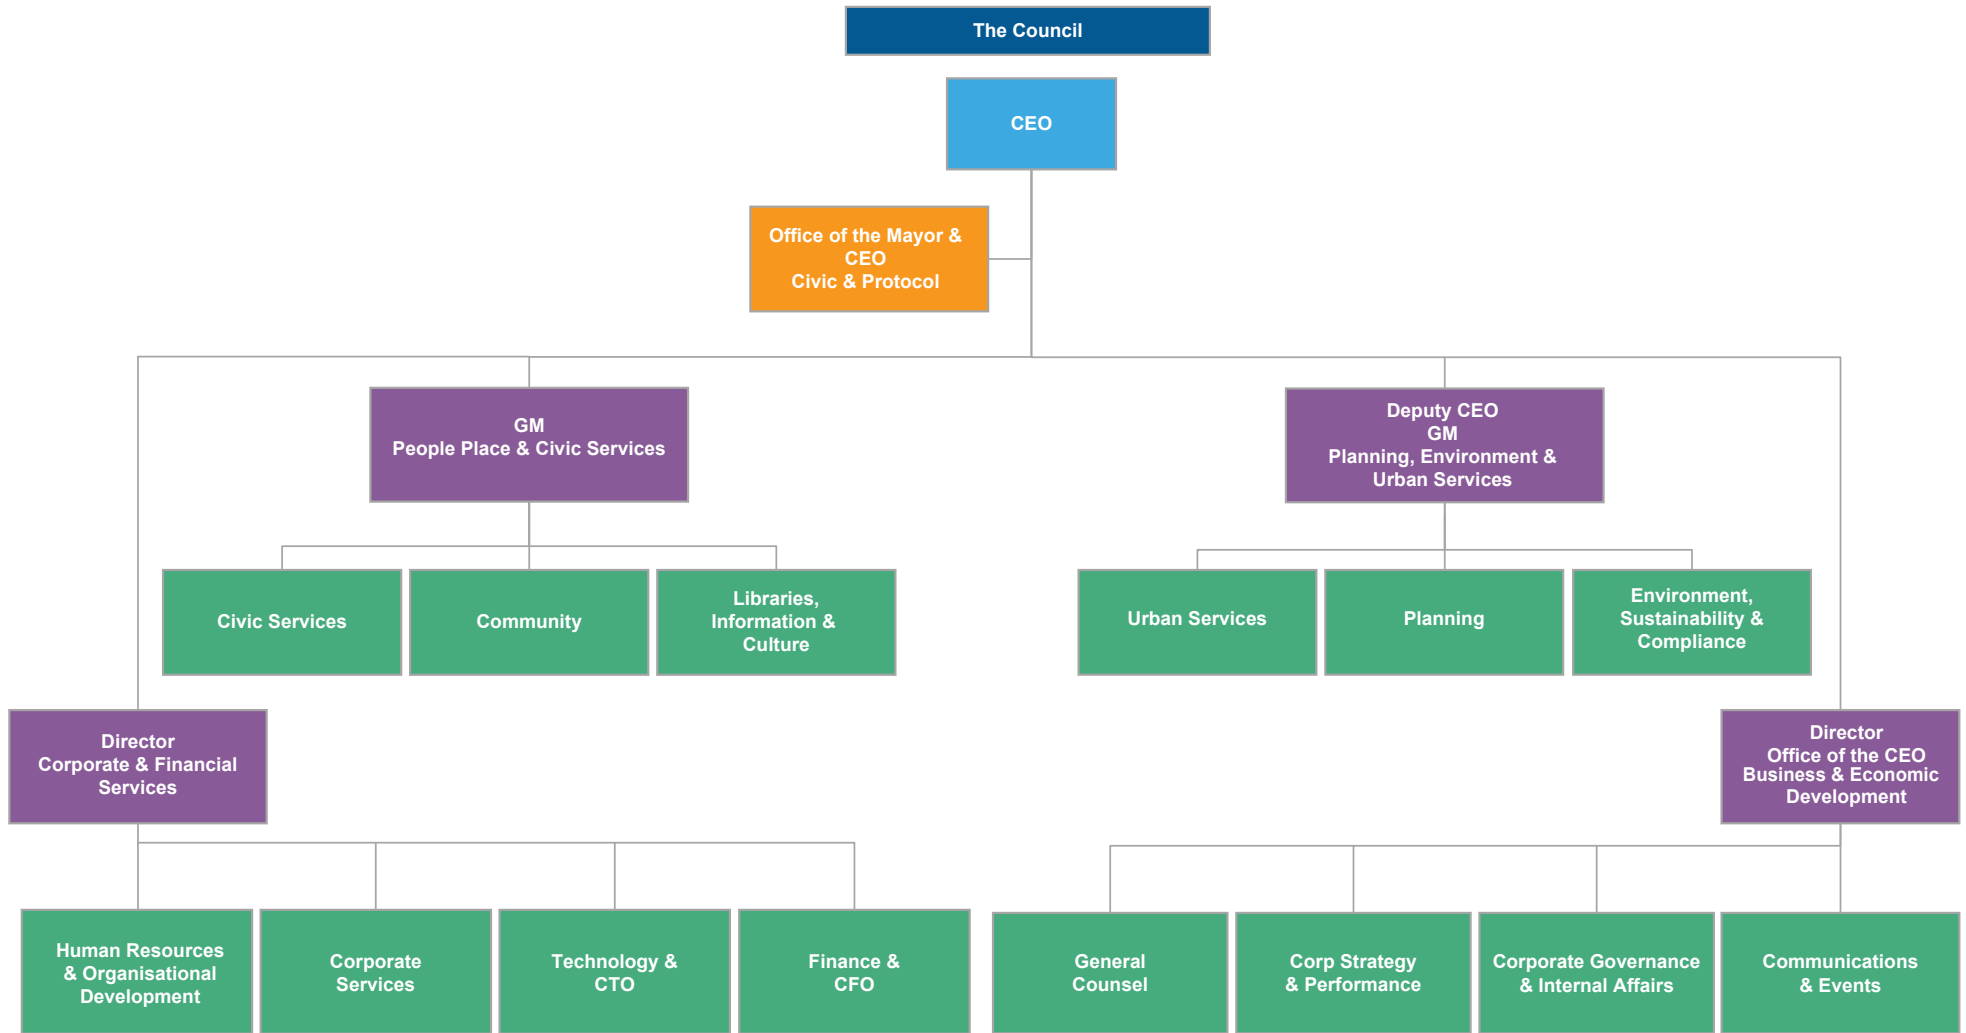 The Council
CEO
Office of the Mayor &
CEO
Civic & Protocol
GM
People Place & Civic Services
Deputy CEO
GM
Planning, Environment &
Urban Services
Civic Services
Community
Libraries,
Information &
Culture
Urban Services
Planning
Environment,
Sustainability &
Compliance
Director
Corporate & Financial
Services
Director
Office of the CEO
Business & Economic
Development
Human Resources
& Organisational
Development
Corporate
Services
Technology &
CTO
Finance &
CFO
General
Counsel
Corp Strategy
& Performance
Corporate Governance
& Internal Affairs
Communications
& Events